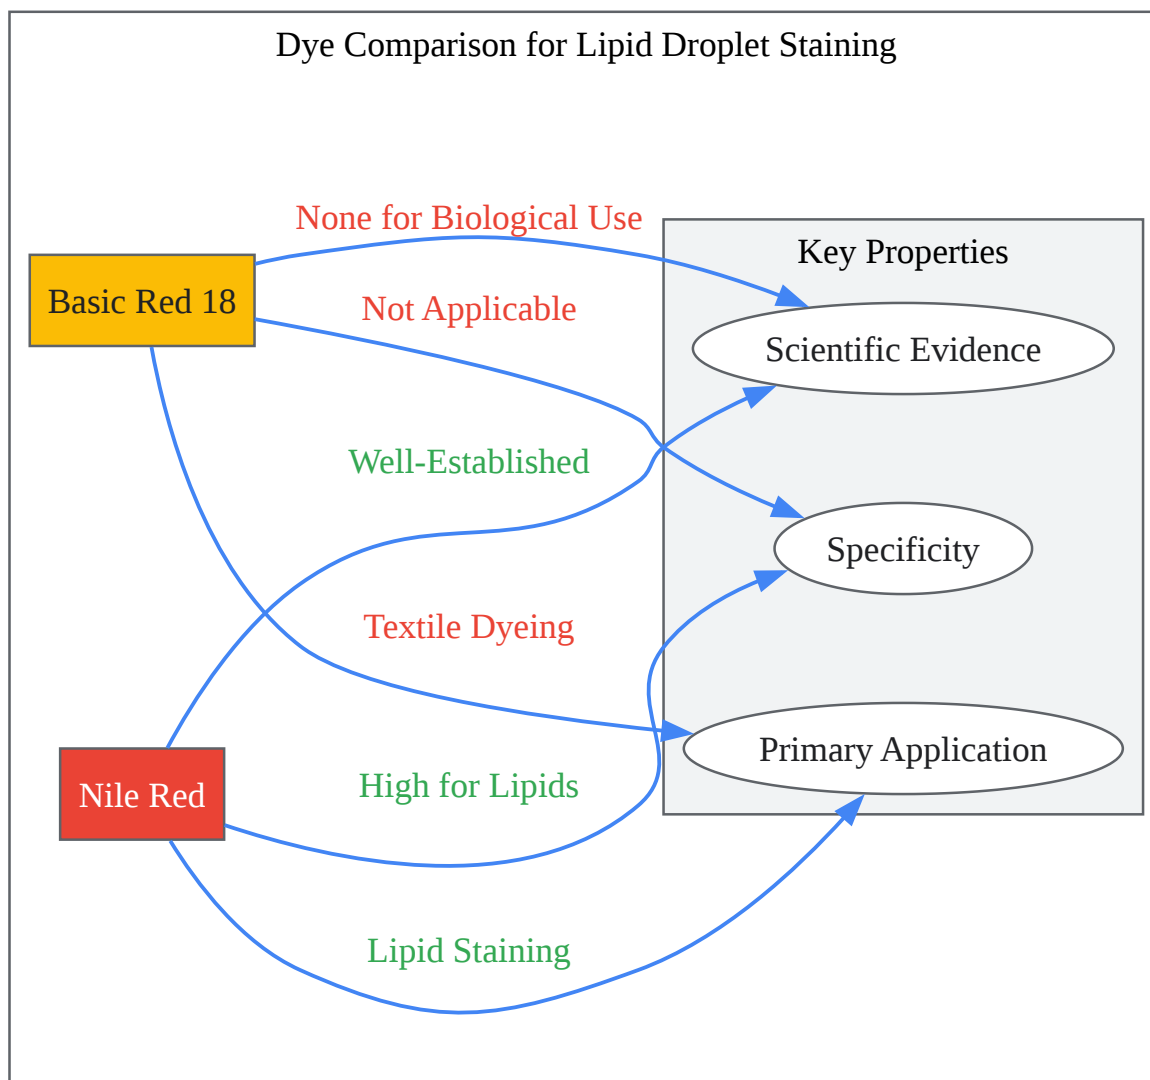 Dye Comparison for Lipid Droplet Staining
None for Biological Use
Key Properties
Basic Red 18
Not Applicable
Scientific Evidence
Well-Established
Specificity
Textile Dyeing
Primary Application
High for Lipids
Nile Red
Lipid Staining